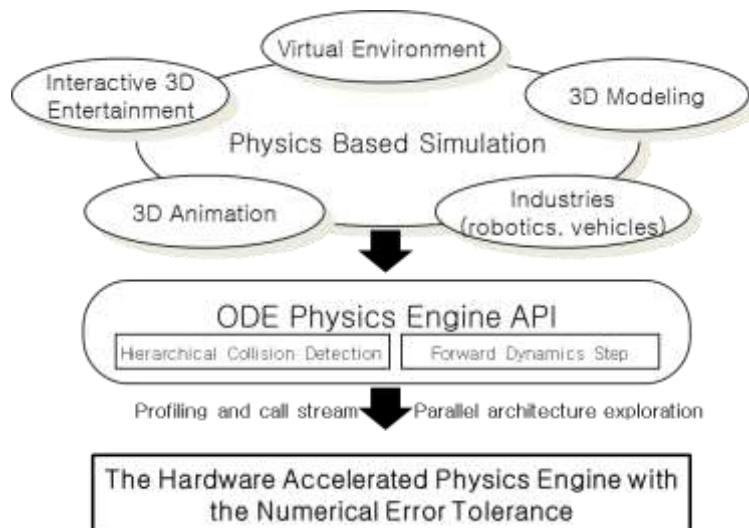 Virtual Environment
Interactive 3D
Entertainment
3D Modeling
Physics Based Simulation
3D Animation
Industries
(robotics, vehicles)
ODE Physics Engine API
Hierarchical Collision Detection
Forward Dynamics Step
Profiling and call stream
Parallel architecture exploration
The Hardware Accelerated Physics Engine with
the Numerical Error Tolerance